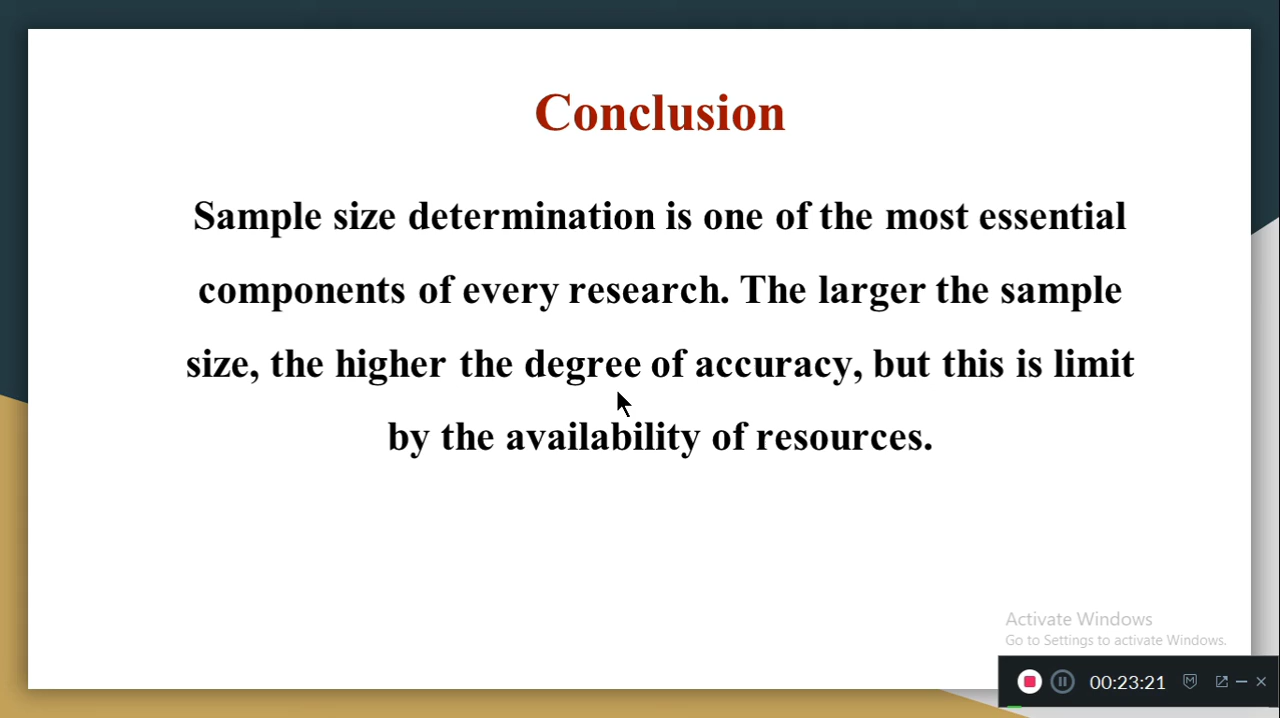 Conclusion
Sample size determination is one of the most essential
components of every research. The larger the sample
size, the higher the degree of accuracy, but this is limit
by the availability of resources.
Activate Windows
Go to Settings to activate Windows.
00:23:21